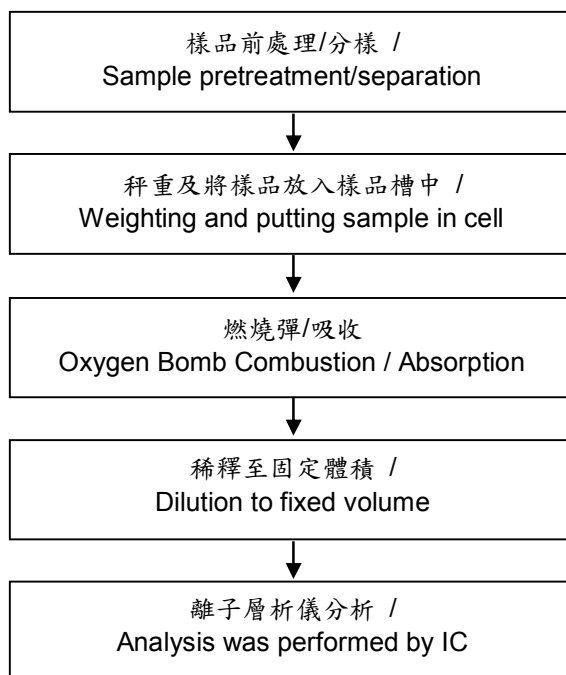 樣品前處理/分樣 /
Sample pretreatment/separation
秤重及將樣品放入樣品槽中 /
Weighting and putting sample in cell
燃燒彈/吸收
Oxygen Bomb Combustion / Absorption
稀釋至固定體積 /
Dilution to fixed volume
離子層析儀分析 /
Analysis was performed by IC